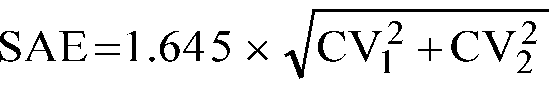 SAE=1.645 × √(CV₁² + CV₂²)